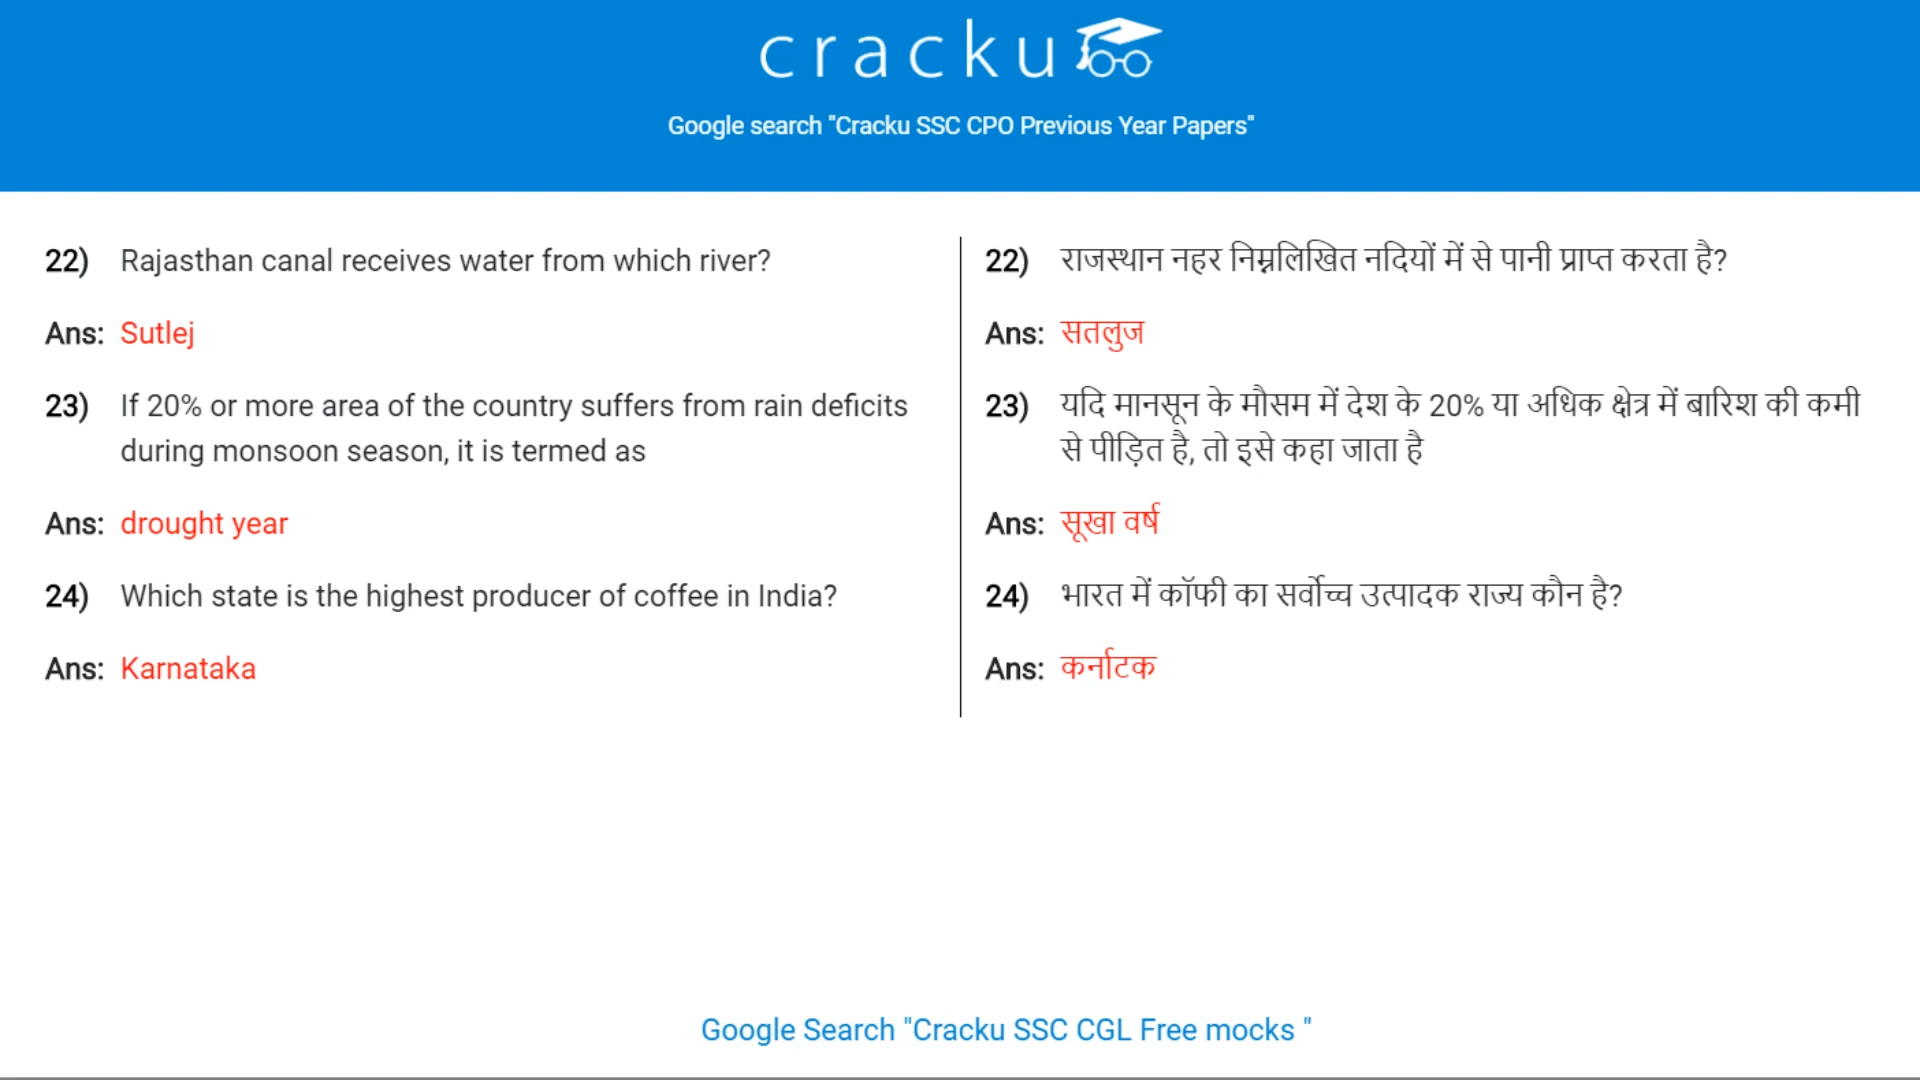 cracku
Google search "Cracku SSC CPO Previous Year Papers"
22) Rajasthan canal receives water from which river?
Ans: Sutlej
23) If 20% or more area of the country suffers from rain deficits
during monsoon season, it is termed as
Ans: drought year
24) Which state is the highest producer of coffee in India?
Ans: Karnataka
22) राजस्थान नहर निम्नलिखित नदियों में से पानी प्राप्त करता है?
Ans: सतलुज
23) यदि मानसून के मौसम में देश के 20% या अधिक क्षेत्र में बारिश की कमी
से पीड़ित है, तो इसे कहा जाता है
Ans: सूखा वर्ष
24) भारत में कॉफी का सर्वोच्च उत्पादक राज्य कौन है?
Ans: कर्नाटक
Google Search "Cracku SSC CGL Free mocks "